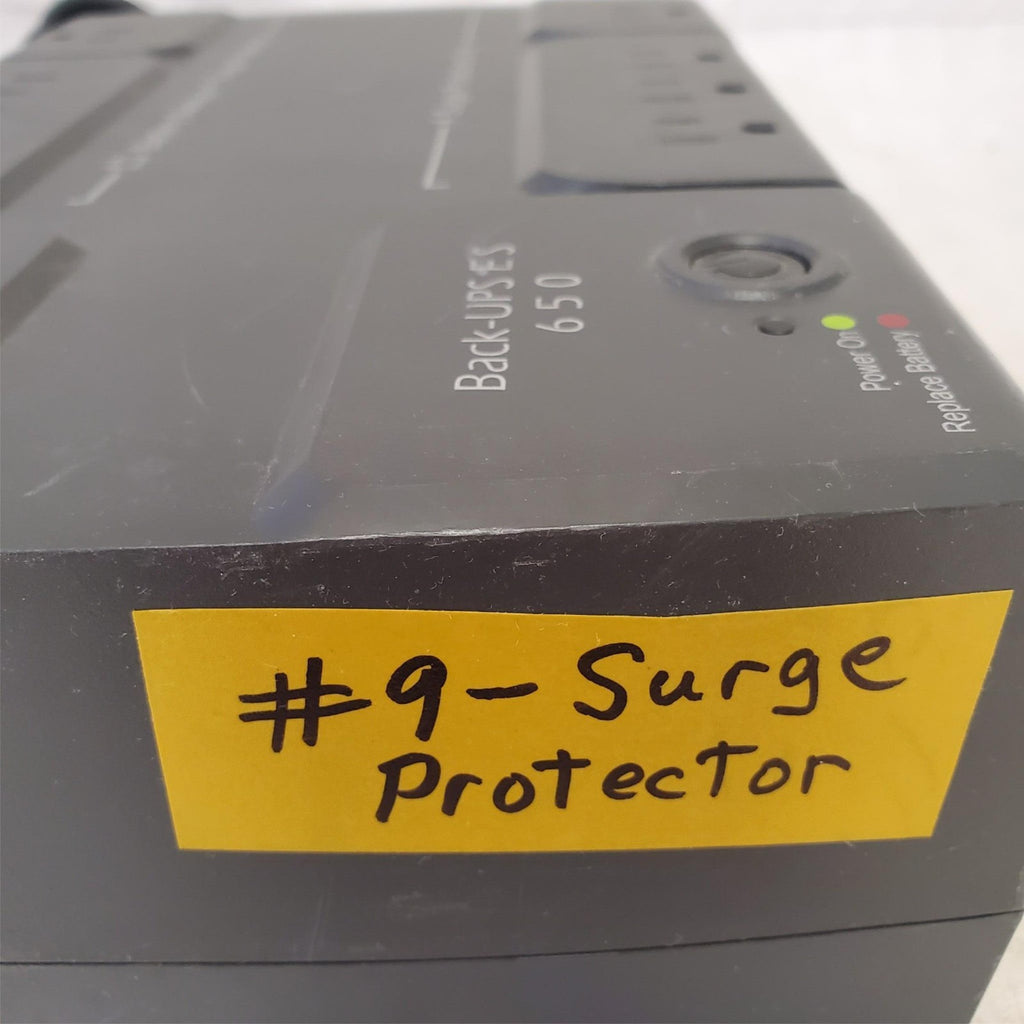 Back-UPS ES
650
Power On
Replace Battery
#9-Surge
Protector